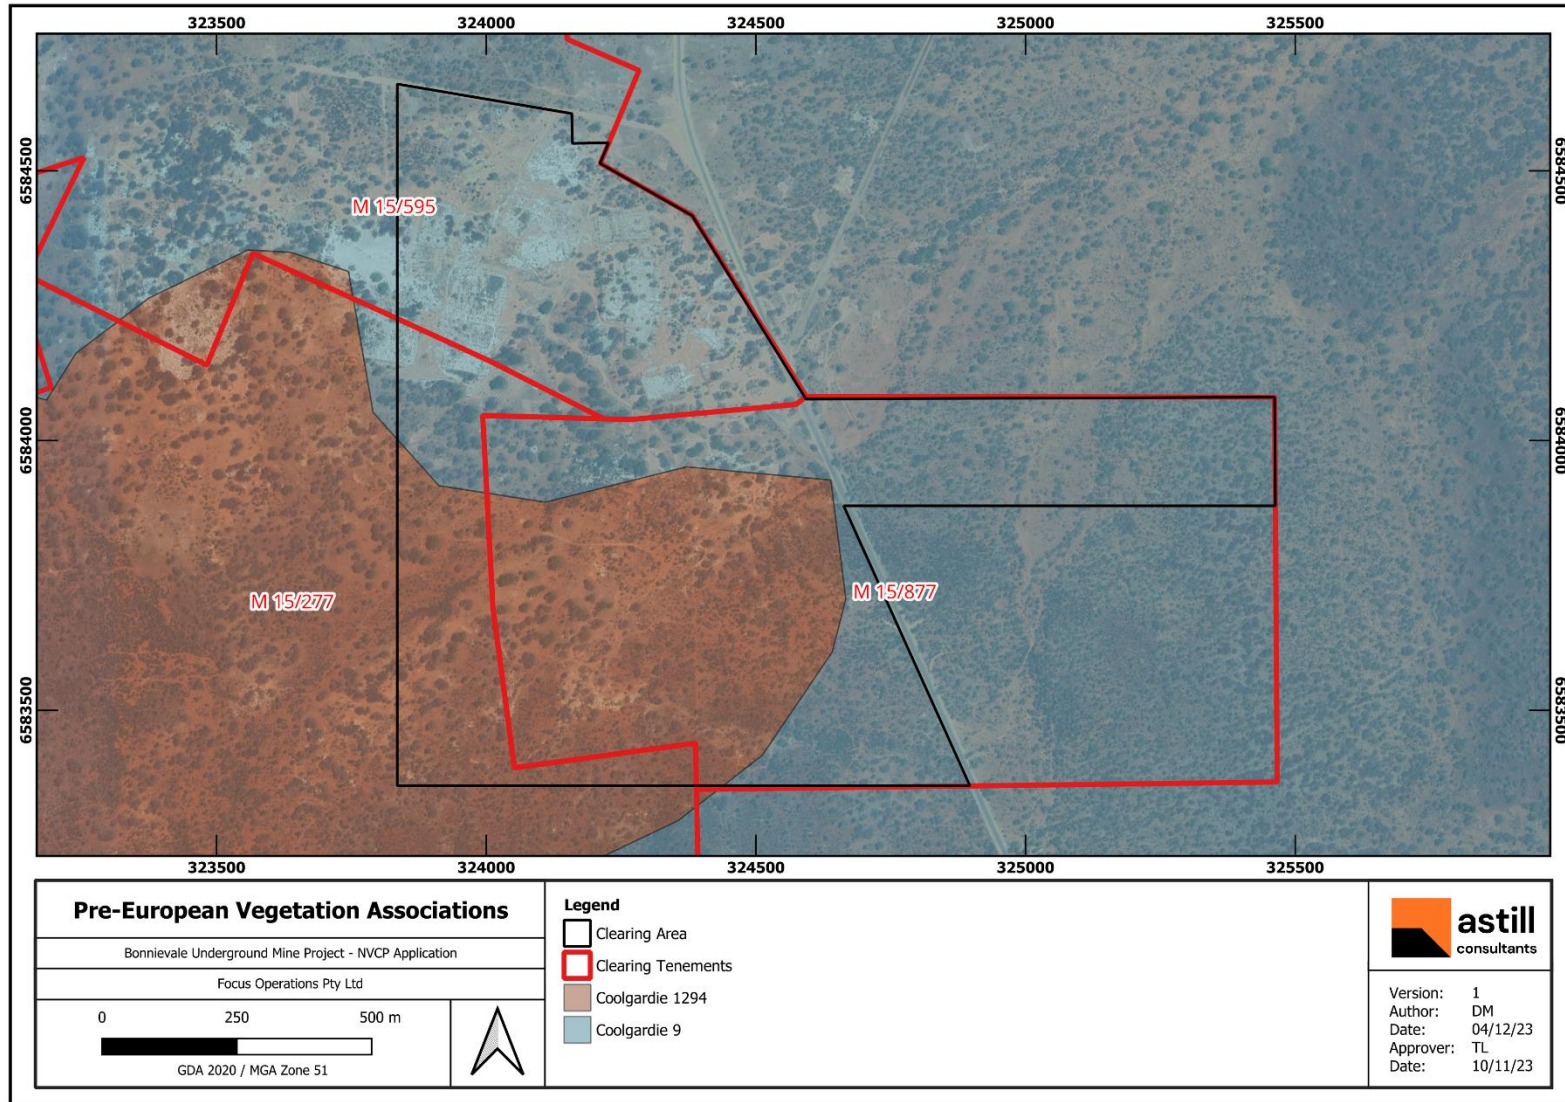 323500 324000 324500 325000 325500
6584500 6584500
M 15/595
6584000 6584000
M 15/877
M 15/277
6583500 6583500
323500 324000 324500 325000 325500
Pre-European Vegetation Associations
Bonnievale Underground Mine Project - NVCP Application
Focus Operations Pty Ltd
0 250 500 m
GDA 2020 / MGA Zone 51
Legend
Clearing Area
Clearing Tenements
Coolgardie 1294
Coolgardie 9
astill
consultants
Version: 1
Author: DM
Date: 04/12/23
Approver: TL
Date: 10/11/23